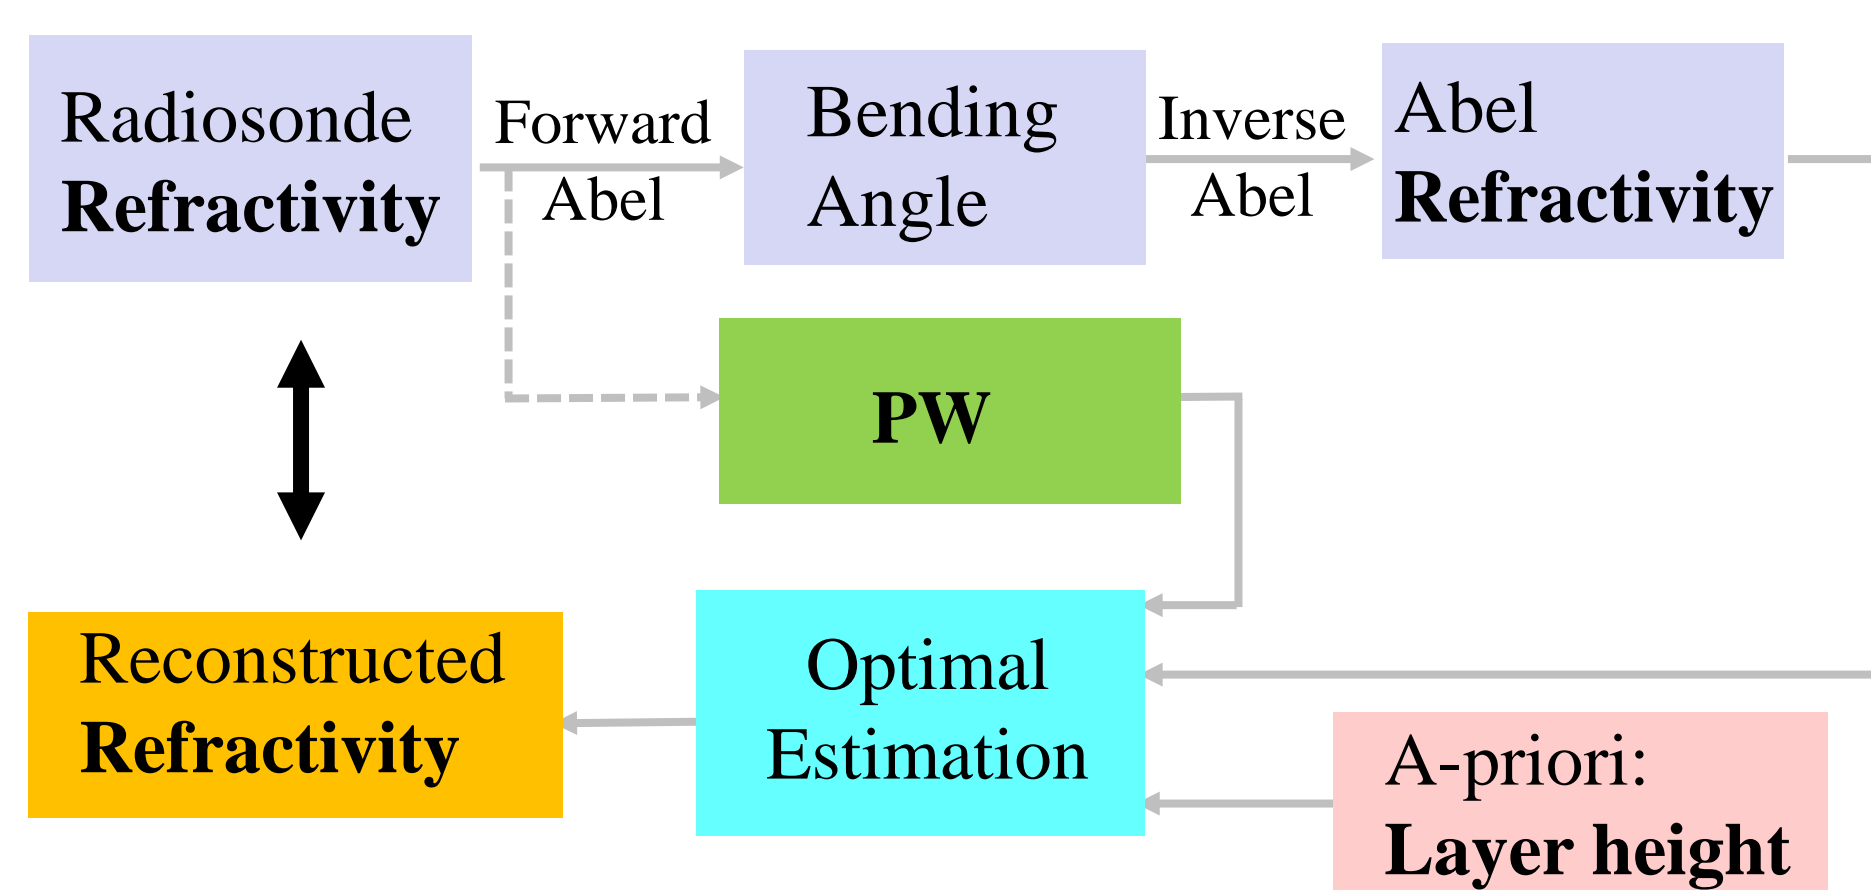 Radiosonde
Refractivity
Forward
Abel
Bending
Angle
Inverse
Abel
Abel
Refractivity
PW
Reconstructed
Refractivity
Optimal
Estimation
A-priori:
Layer height